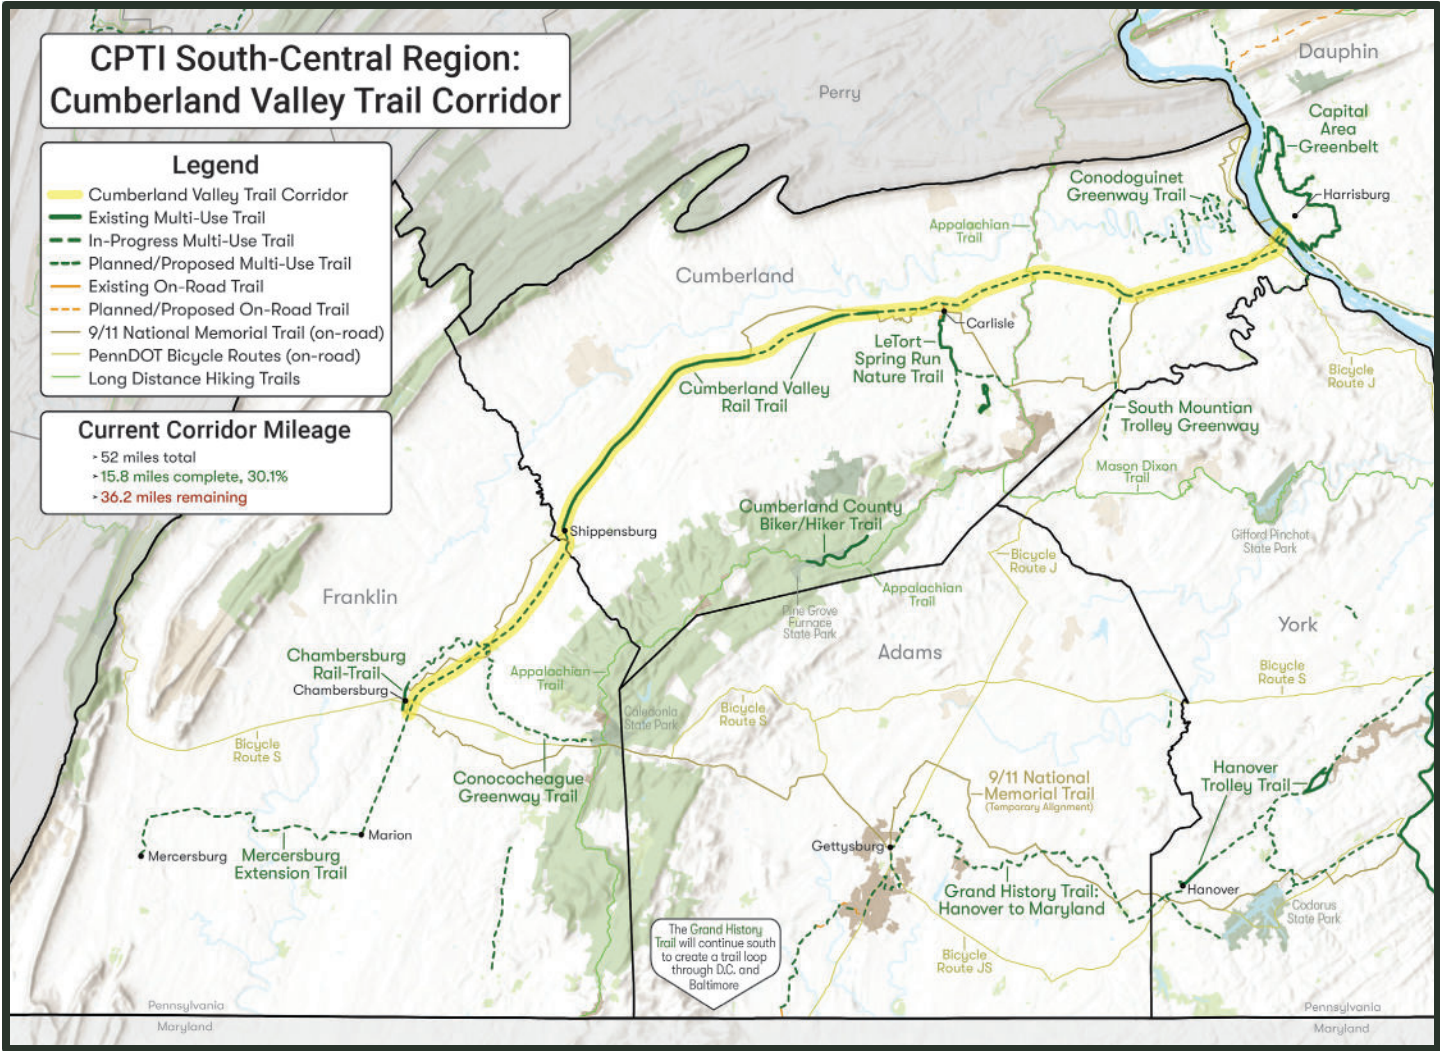 CPTI South-Central Region:
Cumberland Valley Trail Corridor
Legend
Cumberland Valley Trail Corridor
Existing Multi-Use Trail
In-Progress Multi-Use Trail
Planned/Proposed Multi-Use Trail
Existing On-Road Trail
Planned/Proposed On-Road Trail
9/11 National Memorial Trail (on-road)
PennDOT Bicycle Routes (on-road)
Long Distance Hiking Trails
Current Corridor Mileage
▸ 52 miles total
▸ 15.8 miles complete, 30.1%
▸ 36.2 miles remaining
Perry
Dauphin
Capital
Area
Greenbelt
Conodoguinet
Greenway Trail
Harrisburg
Appalachian
Trail
Cumberland
Carlisle
LeTort
Spring Run
Nature Trail
Cumberland Valley
Rail Trail
Bicycle
Route J
South Mountian
Trolley Greenway
Mason Dixon
Trail
Cumberland County
Biker/Hiker Trail
Shippensburg
Gifford Pinchot
State Park
Bicycle
Route J
Appalachian
Trail
Pine Grove
Furnace
State Park
Franklin
York
Adams
Chambersburg
Rail-Trail
Chambersburg
Appalachian
Trail
Bicycle
Route S
Caledonia
State Park
Bicycle
Route S
Bicycle
Route S
Conococheague
Greenway Trail
9/11 National
Memorial Trail
(Temporary Alignment)
Hanover
Trolley Trail
Marion
Mercersburg
Mercersburg
Extension Trail
Gettysburg
Grand History Trail:
Hanover to Maryland
Hanover
Codorus
State Park
The Grand History
Trail will continue south
to create a trail loop
through D.C. and
Baltimore
Bicycle
Route JS
Pennsylvania
Maryland
Pennsylvania
Maryland